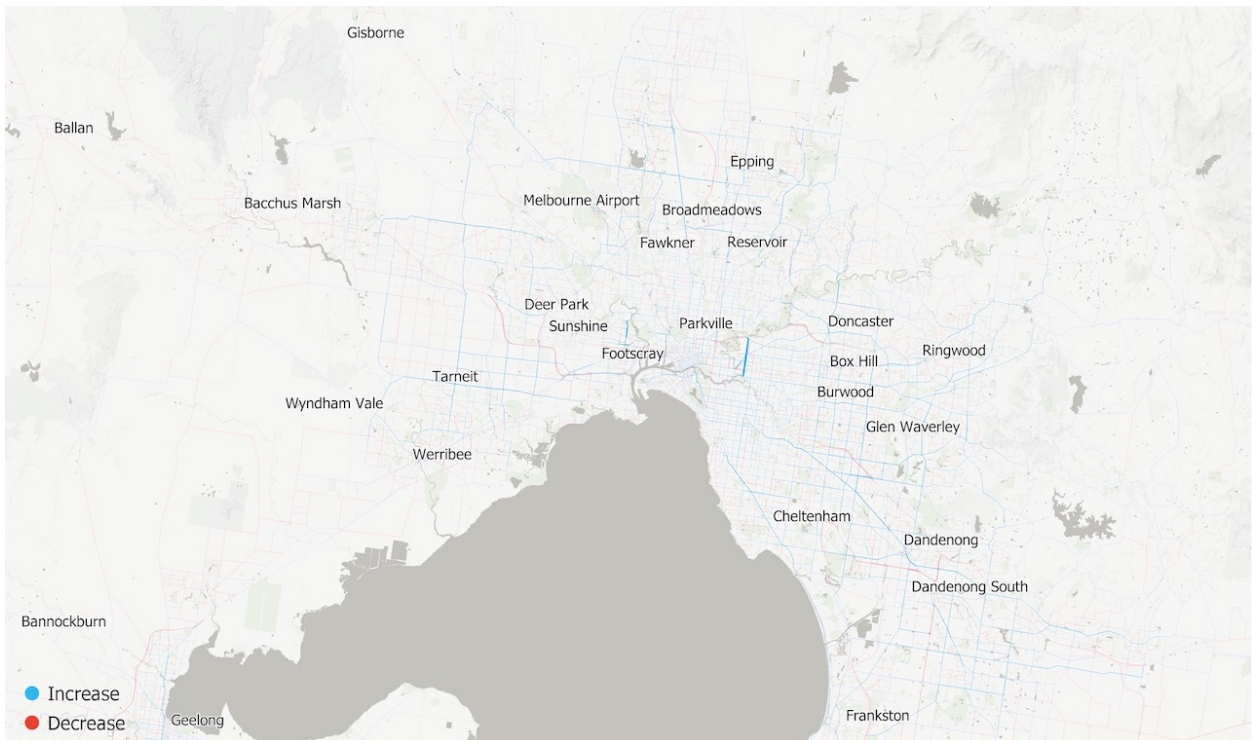 Gisborne
Ballan
Epping
Bacchus Marsh
Melbourne Airport
Broadmeadows
Fawkner
Reservoir
Deer Park
Sunshine
Parkville
Doncaster
Footscray
Box Hill
Ringwood
Tarneit
Burwood
Wyndham Vale
Glen Waverley
Werribee
Cheltenham
Dandenong
Dandenong South
Bannockburn
Increase
Decrease
Geelong
Frankston